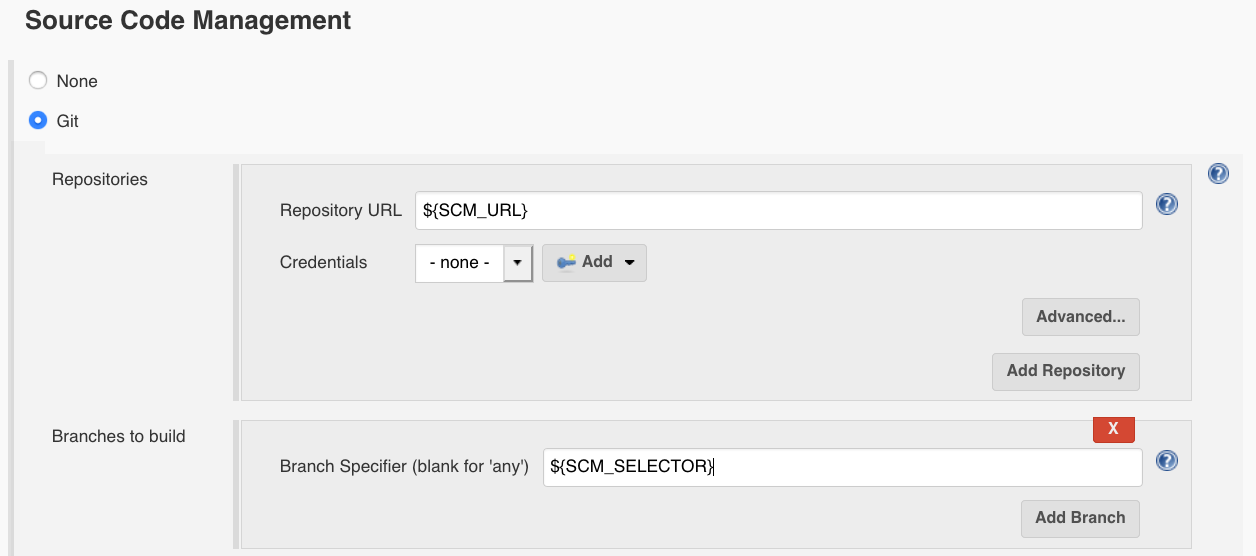 Source Code Management
None
Git
Repositories
Repository URL ${SCM_URL}
Credentials - none - Add
Advanced...
Add Repository
Branches to build
X
Branch Specifier (blank for 'any') ${SCM_SELECTOR}
Add Branch